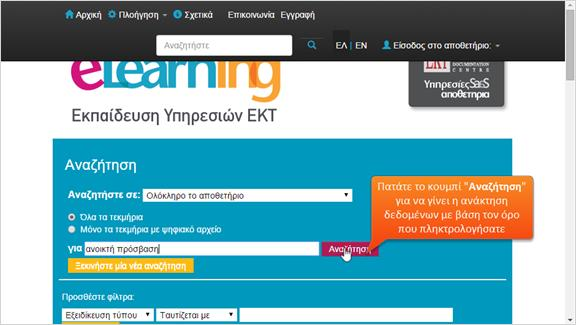 Αρχική Πλοήγηση Σχετικά Επικοινωνία Εγγραφή
Αναζητήστε ΕΛ | EN Είσοδος στο αποθετήριο:
eLearning
Εκπαίδευση Υπηρεσιών ΕΚΤ
EKT DOCUMENTATION
CENTRE
Υπηρεσίες SaaS
αποθετήρια
Αναζήτηση
Αναζητήστε σε: Ολόκληρο το αποθετήριο
Όλα τα τεκμήρια
Μόνο τα τεκμήρια με ψηφιακό αρχείο
για ανοικτή πρόσβαση Αναζήτηση
Ξεκινήστε μία νέα αναζήτηση
Πατάτε το κουμπί "Αναζήτηση"
για να γίνει η ανάκτηση
δεδομένων με βάση τον όρο
που πληκτρολογήσατε
Προσθέστε φίλτρα:
Εξειδίκευση τύπου Ταυτίζεται με